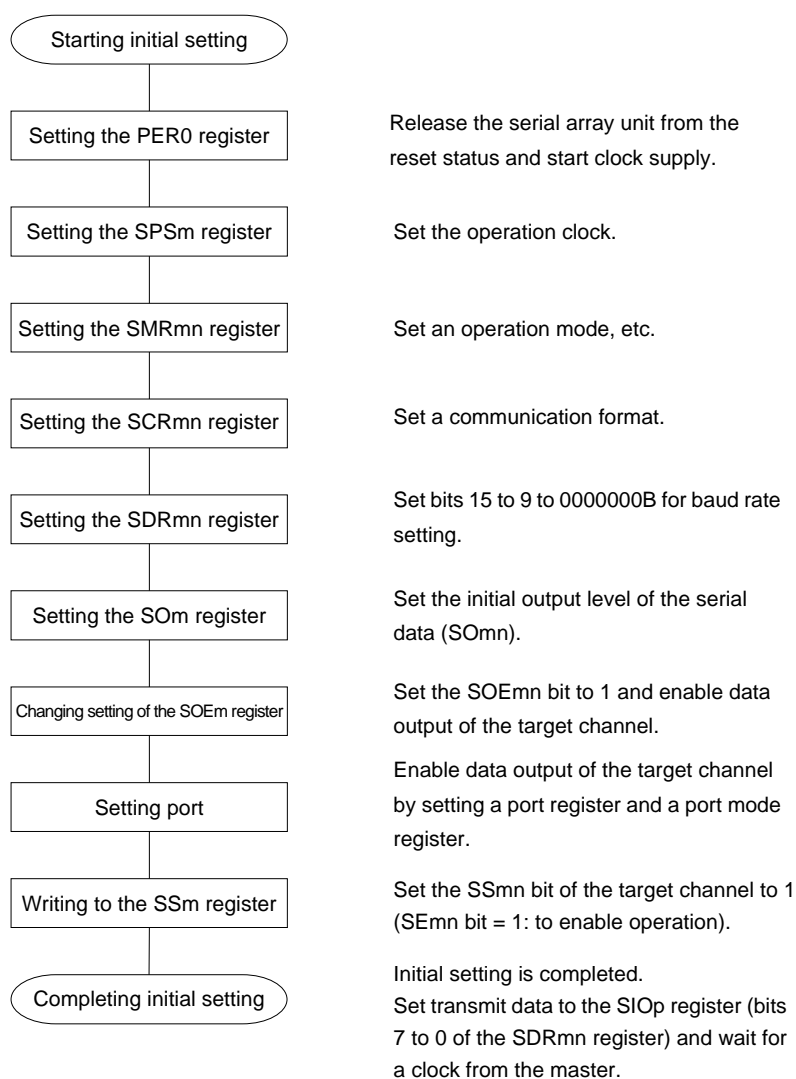 Starting initial setting
Setting the PER0 register
Release the serial array unit from the
reset status and start clock supply.
Setting the SPSm register
Set the operation clock.
Setting the SMRmn register
Set an operation mode, etc.
Setting the SCRmn register
Set a communication format.
Setting the SDRmn register
Set bits 15 to 9 to 0000000B for baud rate
setting.
Setting the SOm register
Set the initial output level of the serial
data (SOmn).
Changing setting of the SOEm register
Set the SOEmn bit to 1 and enable data
output of the target channel.
Setting port
Enable data output of the target channel
by setting a port register and a port mode
register.
Writing to the SSm register
Set the SSmn bit of the target channel to 1
(SEmn bit = 1: to enable operation).
Completing initial setting
Initial setting is completed.
Set transmit data to the SIOp register (bits
7 to 0 of the SDRmn register) and wait for
a clock from the master.